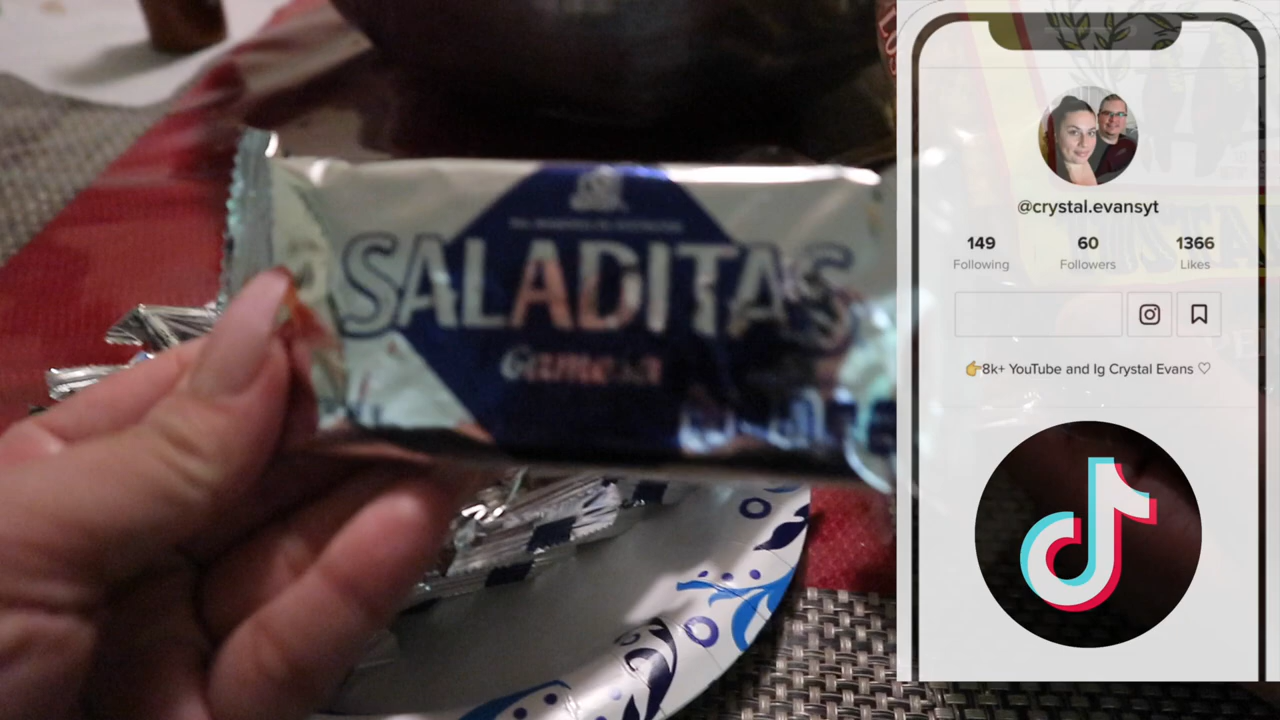 SALADITAS
Gamesa
@crystal.evansyt
149
60
1366
Following
Followers
Likes
👉8k+ YouTube and Ig Crystal Evans ♡